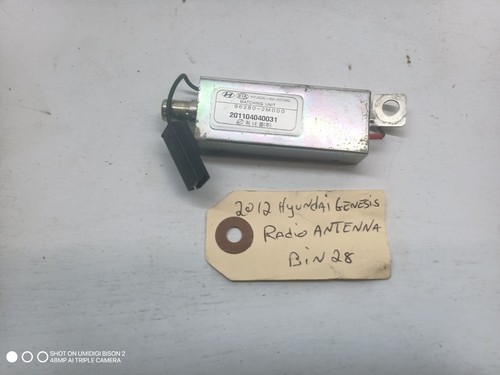 KIA
MATCHING UNIT
96280-2M000
201104040031
2012 Hyundai GENESIS
Radio ANTENNA
BiN 28
SHOT ON UMIDIGI BISON 2
48MP AI TRIPLE CAMERA